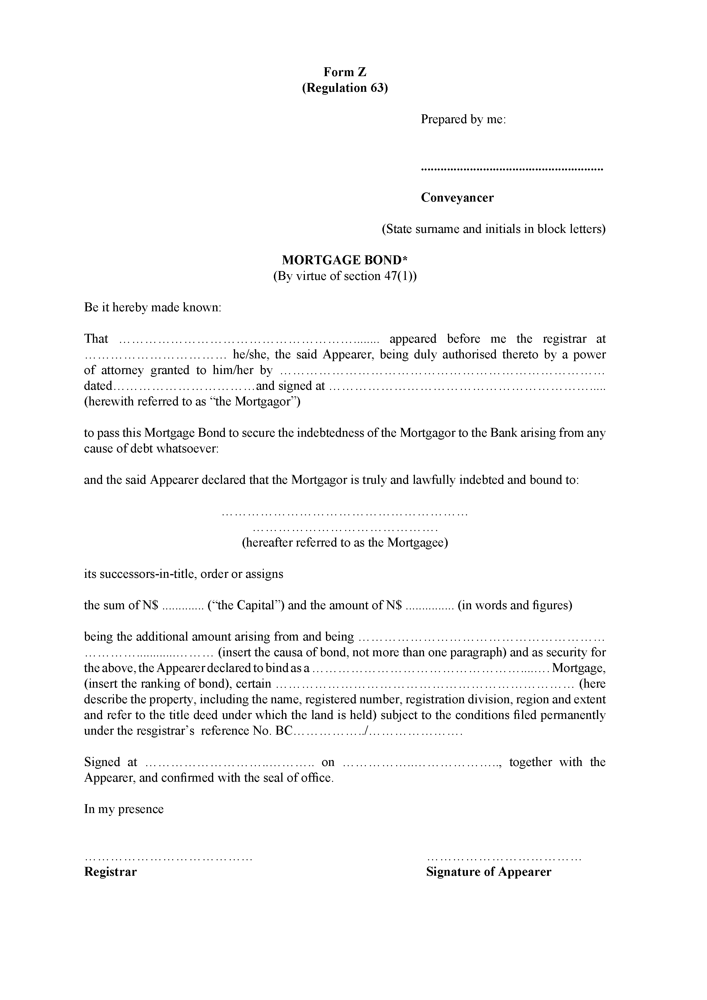 Form Z
(Regulation 63)
Prepared by me:
........................................................
Conveyancer
(State surname and initials in block letters)
MORTGAGE BOND*
(By virtue of section 47(1))
Be it hereby made known:
That ………………………………………………....... appeared before me the registrar at
…………………………… he/she, the said Appearer, being duly authorised thereto by a power
of attorney granted to him/her by …………………………………………………………………
dated……………………………and signed at ……………………………………………………....
(herewith referred to as “the Mortgagor”)
to pass this Mortgage Bond to secure the indebtedness of the Mortgagor to the Bank arising from any
cause of debt whatsoever:
and the said Appearer declared that the Mortgagor is truly and lawfully indebted and bound to:
…………………………………………………
…………………………………….
(hereafter referred to as the Mortgagee)
its successors-in-title, order or assigns
the sum of N$ ............. (“the Capital”) and the amount of N$ ............... (in words and figures)
being the additional amount arising from and being …………………………………………………
…………............……… (insert the causa of bond, not more than one paragraph) and as security for
the above, the Appearer declared to bind as a …………………………………………....…. Mortgage,
(insert the ranking of bond), certain …………………………………………………………… (here
describe the property, including the name, registered number, registration division, region and extent
and refer to the title deed under which the land is held) subject to the conditions filed permanently
under the resgistrar’s reference No. BC……………../………………….
Signed at ………………………..……….. on ……………..……………….., together with the
Appearer, and confirmed with the seal of office.
In my presence
…………………………………
………………………………
Registrar
Signature of Appearer